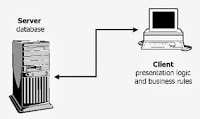 Server
database
Client
presentation logic
and business rules